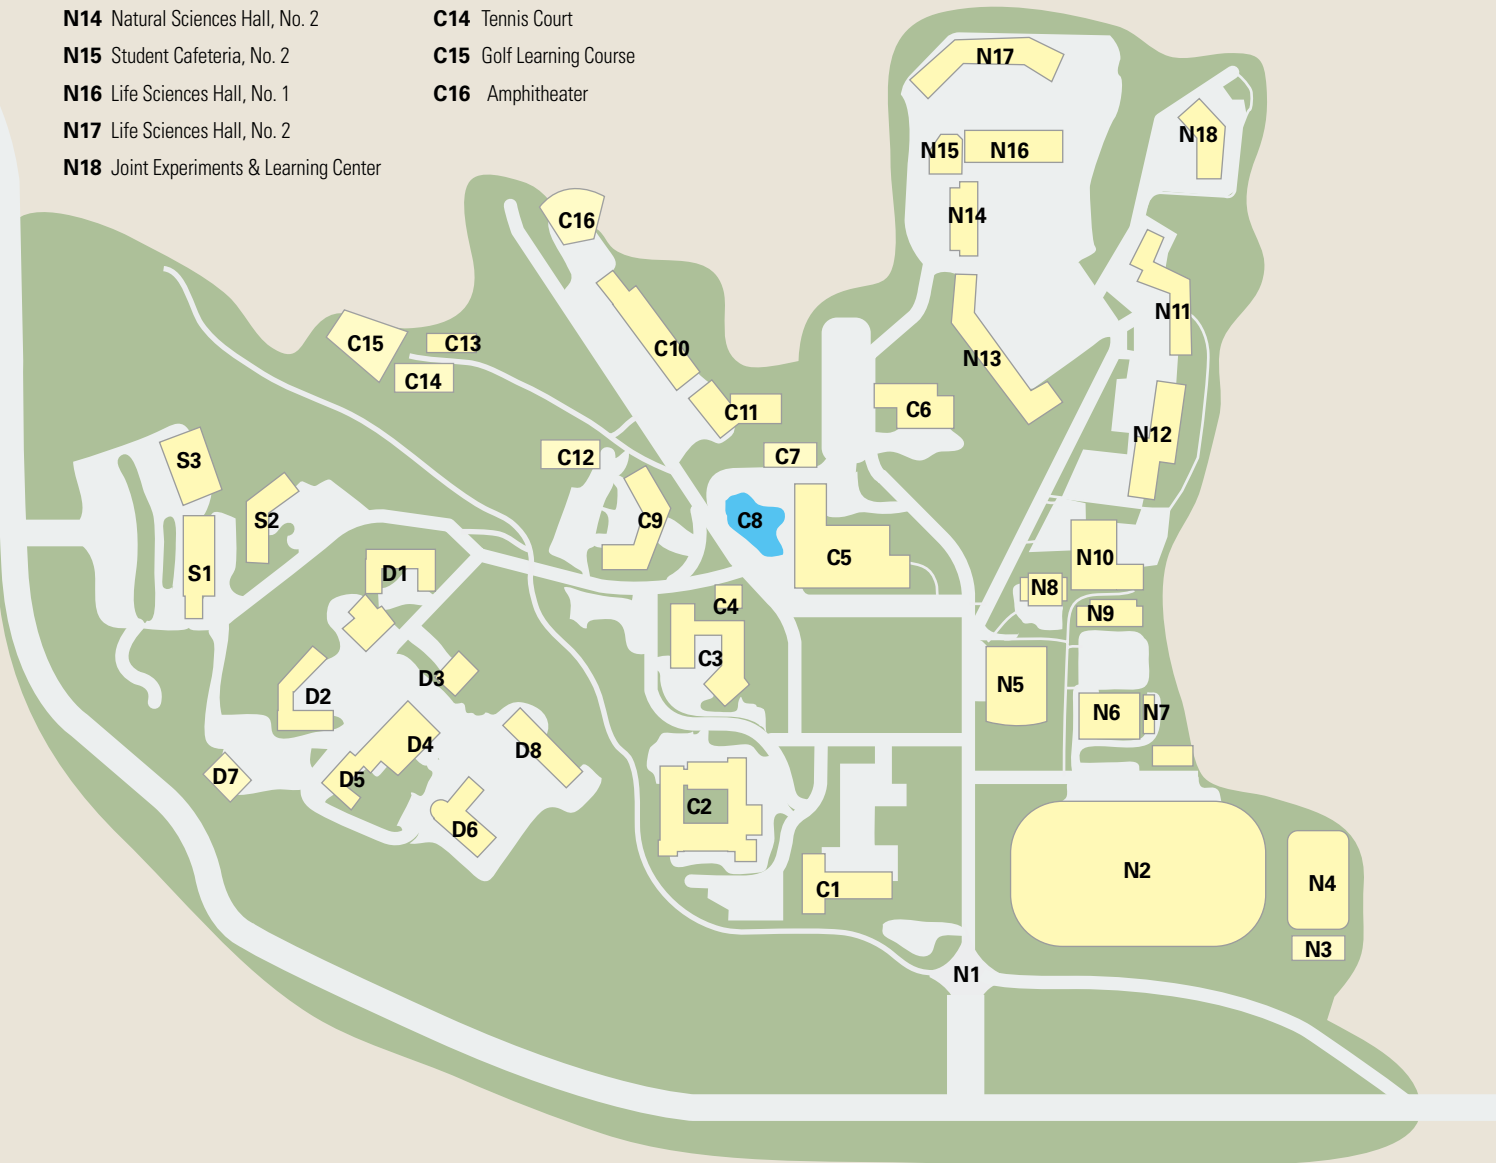 N14 Natural Sciences Hall, No. 2
N15 Student Cafeteria, No. 2
N16 Life Sciences Hall, No. 1
N17 Life Sciences Hall, No. 2
N18 Joint Experiments & Learning Center
C14 Tennis Court
C15 Golf Learning Course
C16 Amphitheater
N17
N18
N15
N16
N14
C16
N11
C15
C13
C10
N13
C14
C11
C6
N12
C12
C7
S3
S2
C9
C8
C5
N10
S1
D1
N8
C4
N9
C3
D3
N5
D2
N6
N7
D4
D8
D7
D5
C2
D6
N2
C1
N4
N3
N1